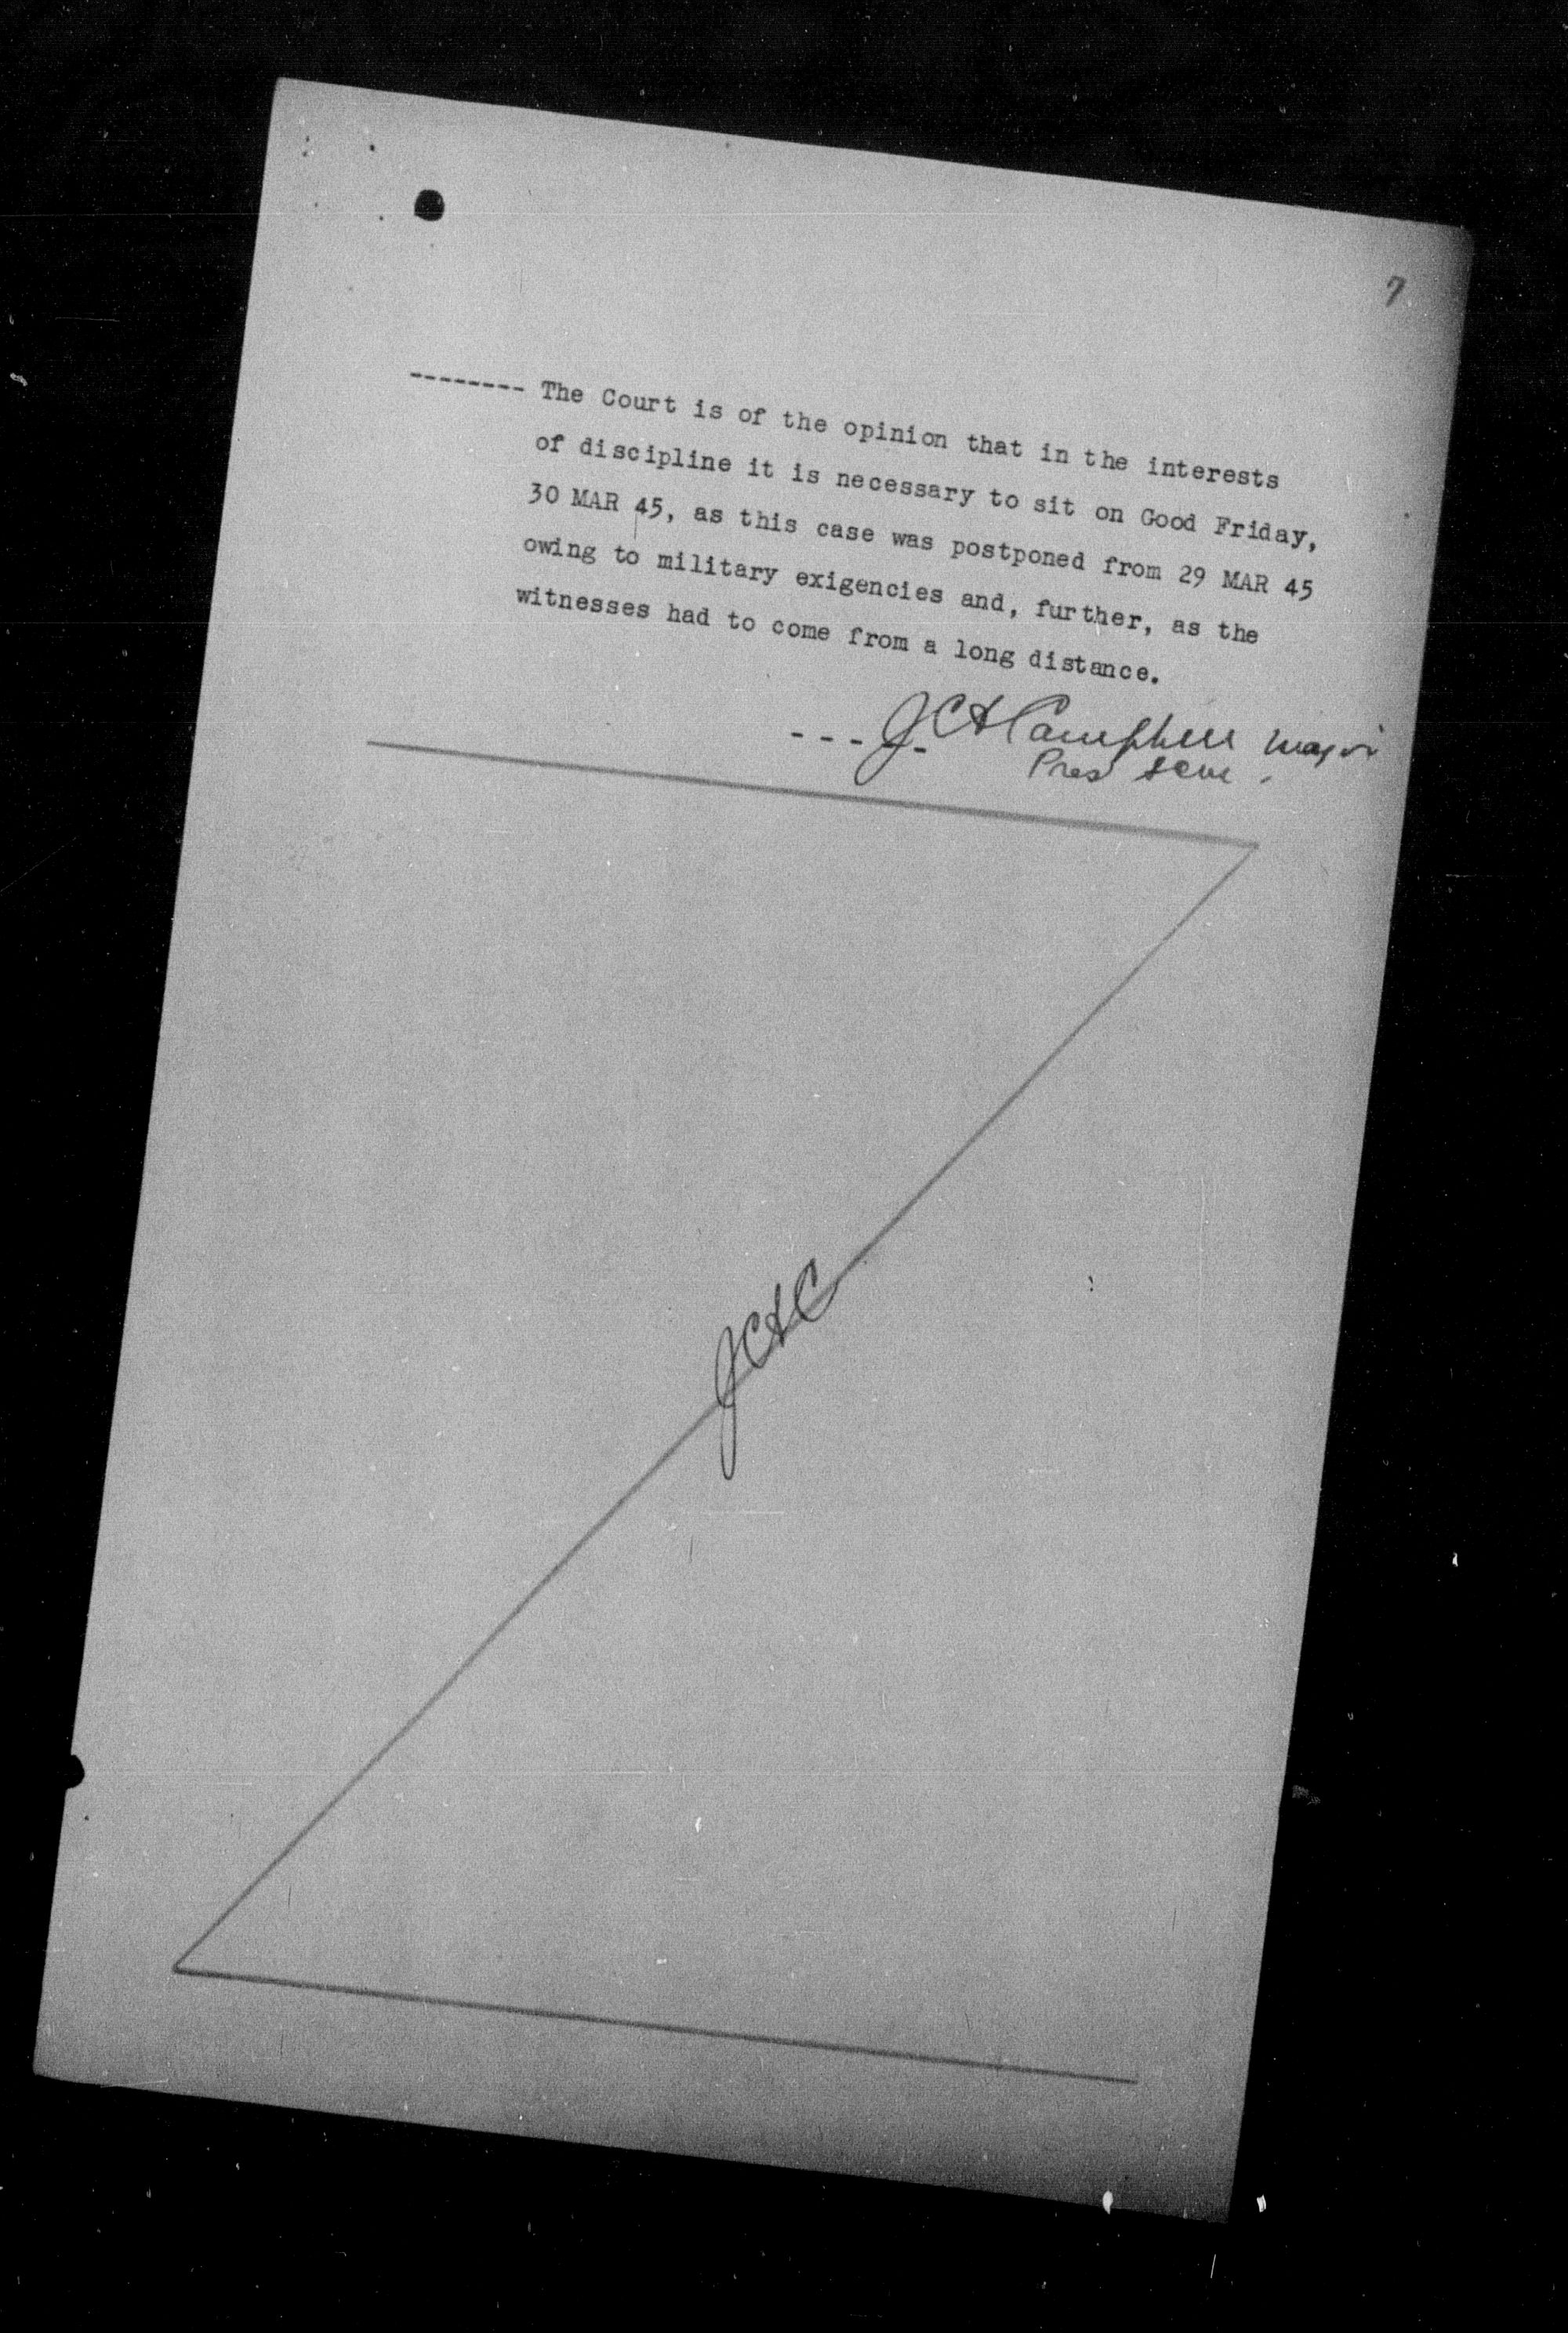 7
-------- The Court is of the opinion that in the interests
of discipline it is necessary to sit on Good Friday,
30 MAR 45, as this case was postponed from 29 MAR 45
owing to military exigencies and, further, as the
witnesses had to come from a long distance.
----- JCACampbell Major
Pres
JCAC